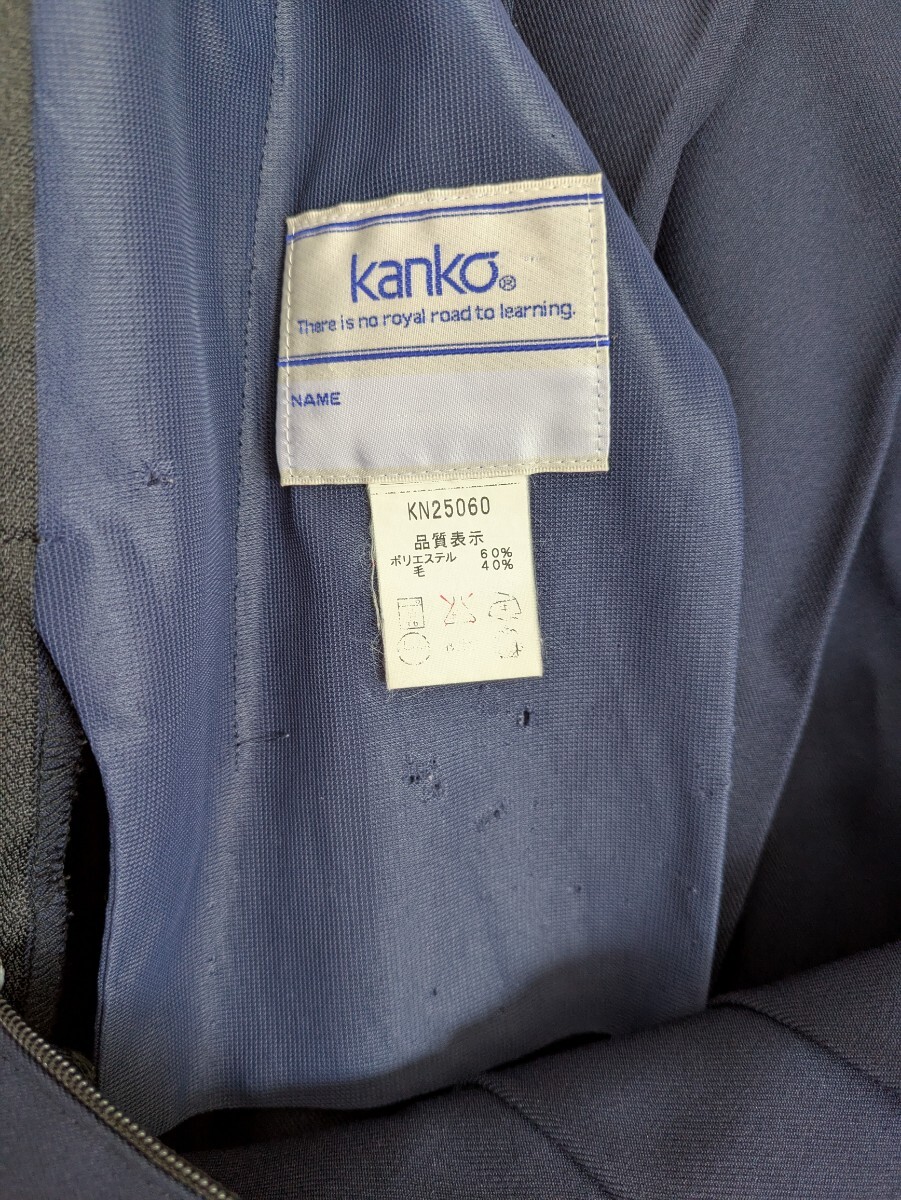 kanko®
There is no royal road to learning.
NAME
KN25060
品質表示
ポリエステル 60%
毛 40%